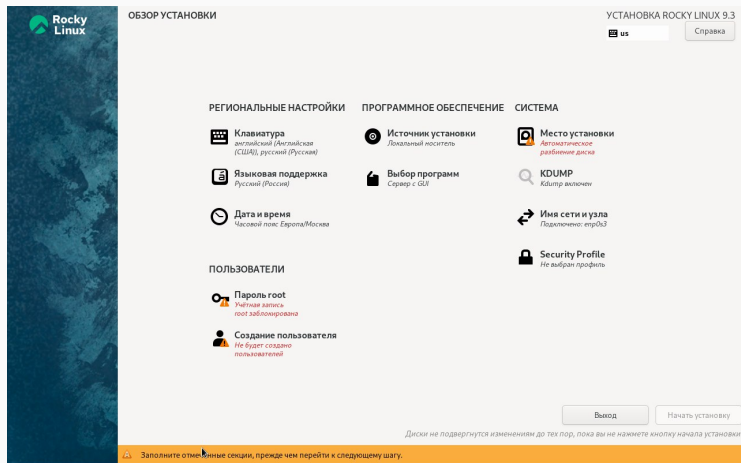 Rocky
Linux
ОБЗОР УСТАНОВКИ
УСТАНОВКА ROCKY LINUX 9.3
us
Справка
РЕГИОНАЛЬНЫЕ НАСТРОЙКИ
Клавиатура
английский (Английская
(США)), русский (Русская)
Языковая поддержка
Русский (Россия)
Дата и время
Часовой пояс Европа/Москва
ПРОГРАММНОЕ ОБЕСПЕЧЕНИЕ
Источник установки
Локальный носитель
Выбор программ
Сервер с GUI
СИСТЕМА
Место установки
Автоматическое
разбиение диска
KDUMP
Kdump включен
Имя сети и узла
Подключено: enp0s3
Security Profile
Не выбран профиль
ПОЛЬЗОВАТЕЛИ
Пароль root
Учётная запись
root заблокирована
Создание пользователя
Не будет создано
пользователей
Выход
Начать установку
Диски не подвергнутся изменениям до тех пор, пока вы не нажмете кнопку начала установки
Заполните отмеченные секции, прежде чем перейти к следующему шагу.